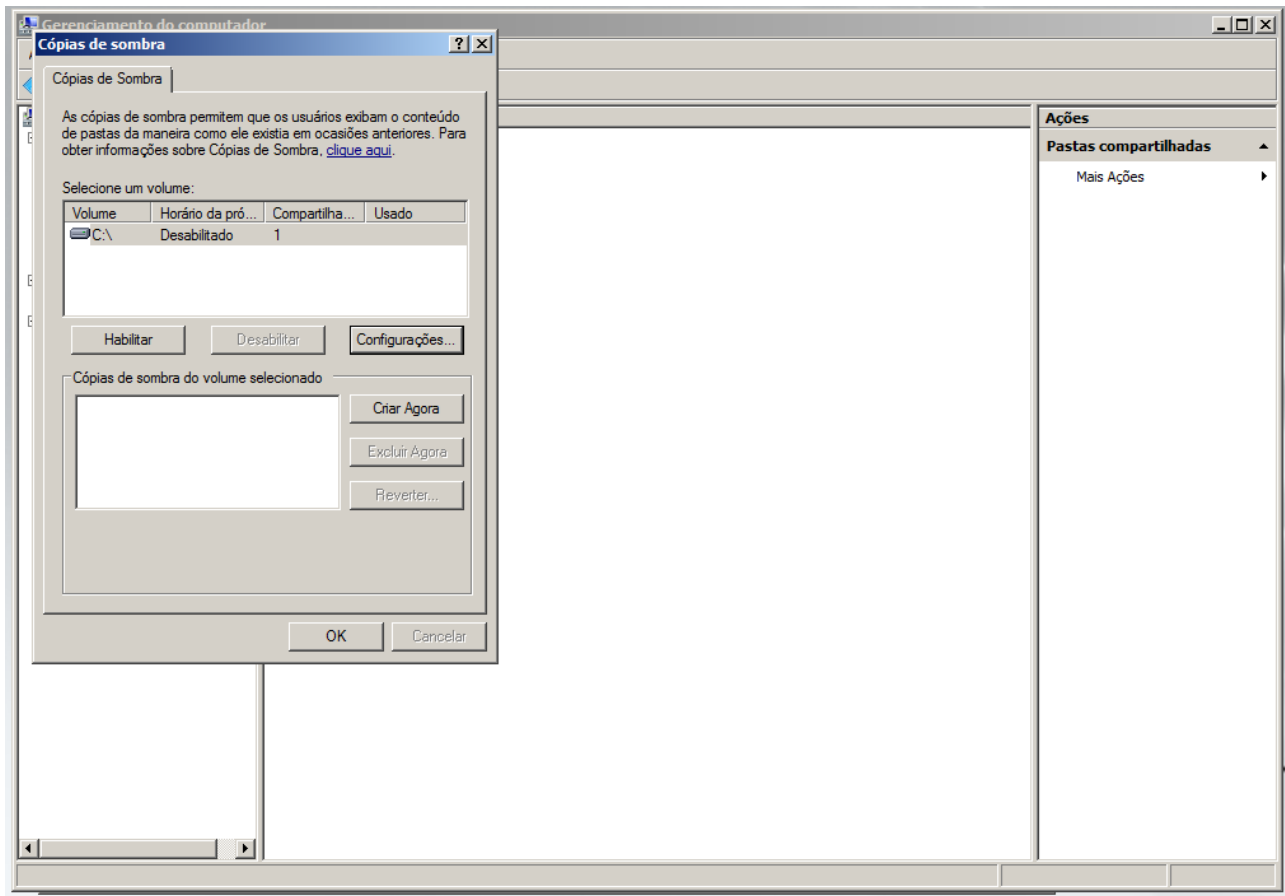 Gerenciamento do computador
Cópias de sombra
Cópias de Sombra
As cópias de sombra permitem que os usuários exibam o conteúdo
de pastas da maneira como ele existia em ocasiões anteriores. Para
obter informações sobre Cópias de Sombra, clique aqui.
Selecione um volume:
Volume Horário da pró... Compartilha... Usado
C:\ Desabilitado 1
Habilitar Desabilitar Configurações...
Cópias de sombra do volume selecionado
Criar Agora
Excluir Agora
Reverter...
OK Cancelar
Ações
Pastas compartilhadas
Mais Ações